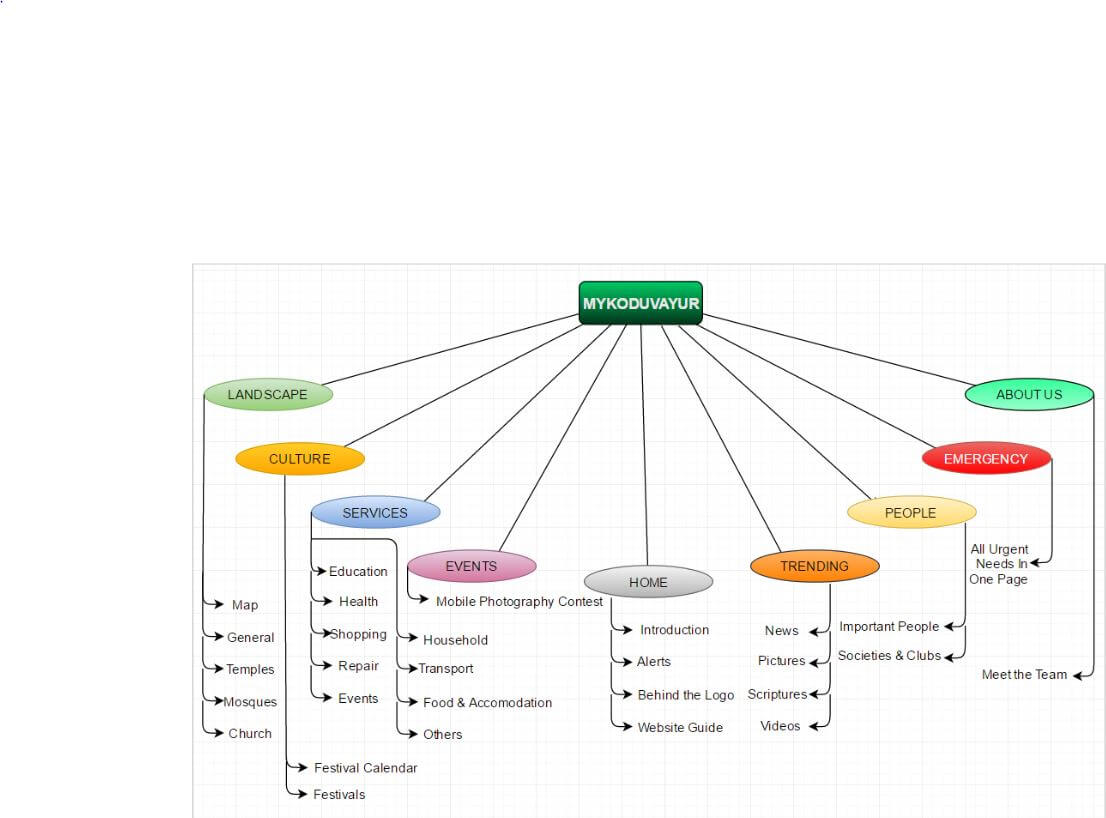 MYKODUVAYUR
LANDSCAPE
ABOUT US
CULTURE
EMERGENCY
SERVICES
PEOPLE
EVENTS
HOME
TRENDING
Map
General
Temples
Mosques
Church
Festival Calendar
Festivals
Education
Health
Shopping
Repair
Events
Household
Transport
Food & Accomodation
Others
Mobile Photography Contest
Introduction
Alerts
Behind the Logo
Website Guide
News
Pictures
Scriptures
Videos
Important People
Societies & Clubs
All Urgent
Needs In
One Page
Meet the Team